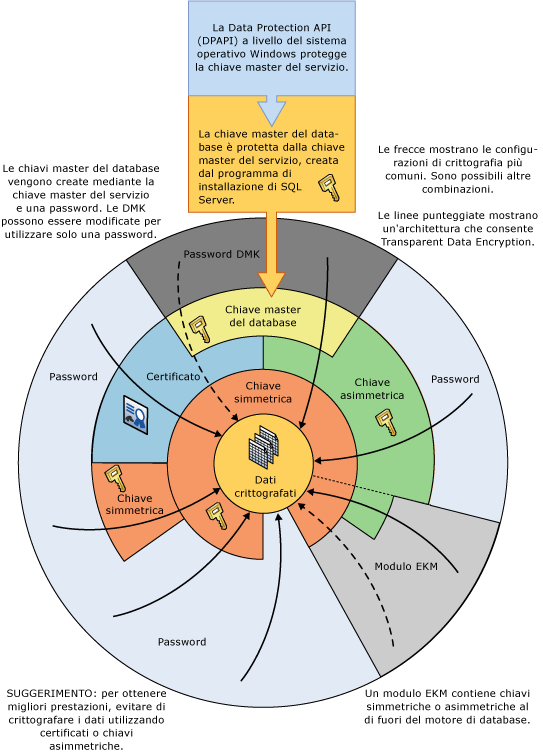 La Data Protection API
(DPAPI) a livello del sistema
operativo Windows protegge
la chiave master del servizio.
La chiave master del data-
base è protetta dalla chiave
master del servizio, creata
dal programma di
installazione di SQL
Server.
Le chiavi master del database
vengono create mediante la
chiave master del servizio
e una password. Le DMK
possono essere modificate per
utilizzare solo una password.
Le frecce mostrano le configu-
razioni di crittografia più
comuni. Sono possibili altre
combinazioni.
Le linee punteggiate mostrano
un'architettura che consente
Transparent Data Encryption.
Password DMK
Chiave master
del database
Password
Certificato
Chiave
simmetrica
Chiave
asimmetrica
Password
Dati
crittografati
Chiave
simmetrica
Modulo EKM
Password
SUGGERIMENTO: per ottenere
migliori prestazioni, evitare di
crittografare i dati utilizzando
certificati o chiavi
asimmetriche.
Un modulo EKM contiene chiavi
simmetriche o asimmetriche al
di fuori del motore di database.